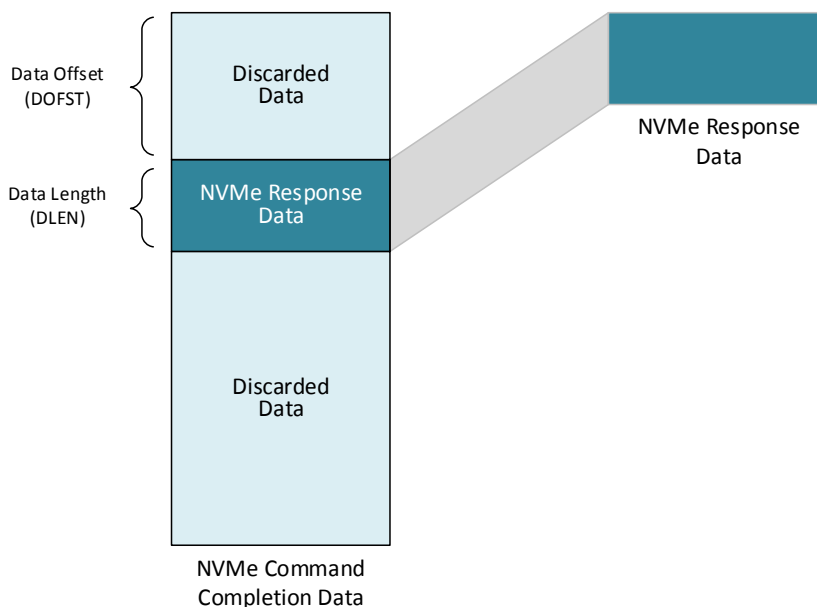 Data Offset
(DOFST)
Discarded
Data
NVMe Response
Data
Data Length
(DLEN)
NVMe Response
Data
Discarded
Data
NVMe Command
Completion Data